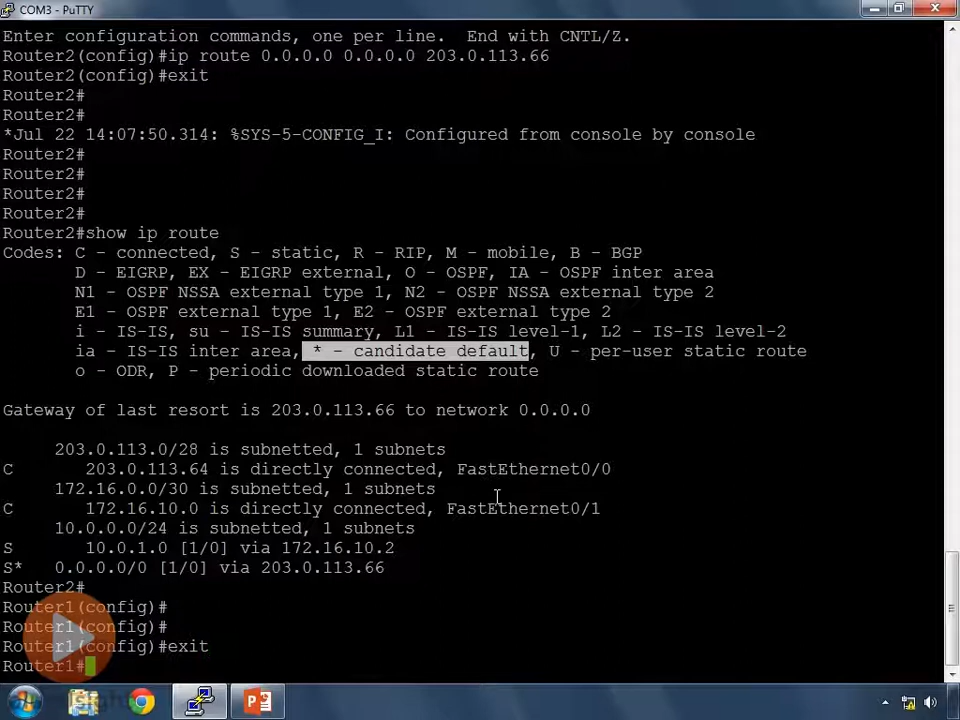 COM3 - PuTTY
Enter configuration commands, one per line.  End with CNTL/Z.
Router2(config)#ip route 0.0.0.0 0.0.0.0 203.0.113.66
Router2(config)#exit
Router2#
Router2#
*Jul 22 14:07:50.314: %SYS-5-CONFIG_I: Configured from console by console
Router2#
Router2#
Router2#
Router2#
Router2#show ip route
Codes: C - connected, S - static, R - RIP, M - mobile, B - BGP
       D - EIGRP, EX - EIGRP external, O - OSPF, IA - OSPF inter area
       N1 - OSPF NSSA external type 1, N2 - OSPF NSSA external type 2
       E1 - OSPF external type 1, E2 - OSPF external type 2
       i - IS-IS, su - IS-IS summary, L1 - IS-IS level-1, L2 - IS-IS level-2
       ia - IS-IS inter area, * - candidate default, U - per-user static route
       o - ODR, P - periodic downloaded static route
Gateway of last resort is 203.0.113.66 to network 0.0.0.0
     203.0.113.0/28 is subnetted, 1 subnets
C       203.0.113.64 is directly connected, FastEthernet0/0
     172.16.0.0/30 is subnetted, 1 subnets
C       172.16.10.0 is directly connected, FastEthernet0/1
     10.0.0.0/24 is subnetted, 1 subnets
S       10.0.1.0 [1/0] via 172.16.10.2
S*   0.0.0.0/0 [1/0] via 203.0.113.66
Router2#
Router1(config)#
Router1(config)#
Router1(config)#exit
Router1#